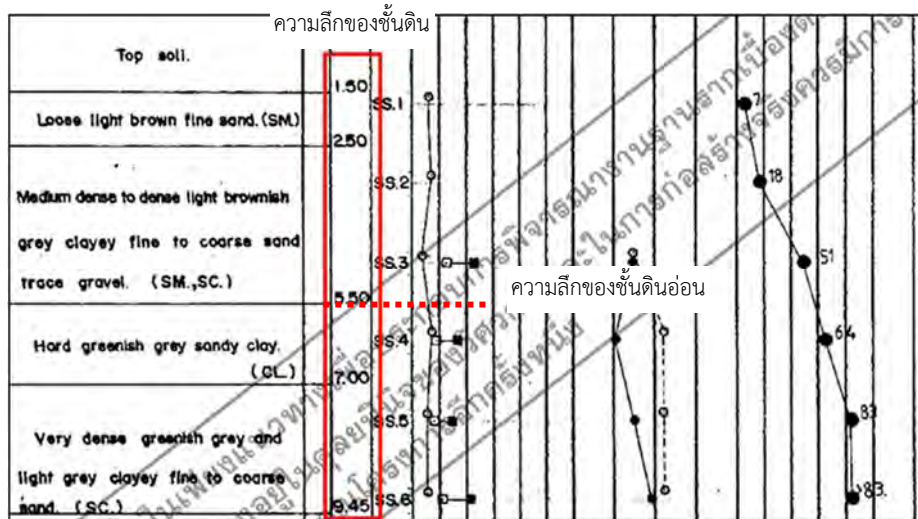 ความลึกของชั้นดิน
Top soil.
1.50
SS.1
7
Loose light brown fine sand.(SM)
2.50
SS.2
18
Medium dense to dense light brownish
grey clayey fine to coarse sand
SS.3
51
trace gravel. (SM.,SC.)
5.50
ความลึกของชั้นดินอ่อน
Hard greenish grey sandy clay.
SS.4
64
(CL.)
7.00
SS.5
83
Very dense greenish grey and
light grey clayey fine to coarse
SS.6
83
sand. (SC.)
9.45